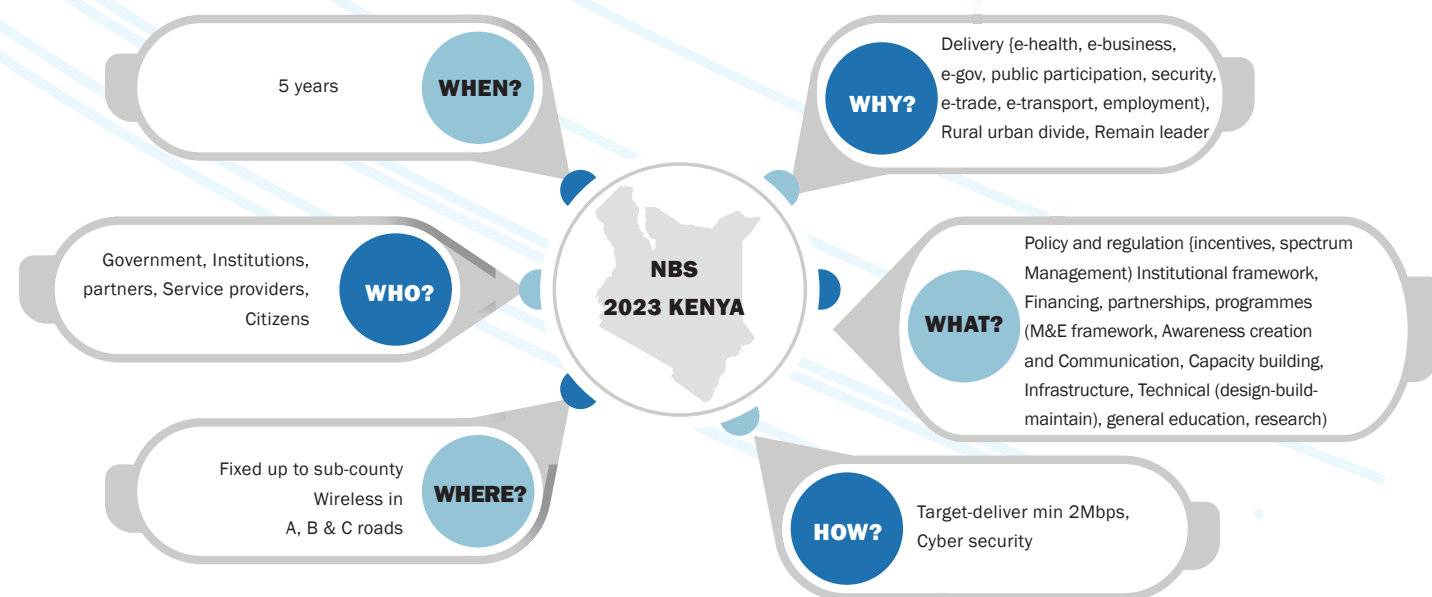 5 years
WHEN?
WHY?
Delivery {e-health, e-business,
e-gov, public participation, security,
e-trade, e-transport, employment),
Rural urban divide, Remain leader
Government, Institutions,
partners, Service providers,
Citizens
WHO?
NBS
2023 KENYA
WHAT?
Policy and regulation {incentives, spectrum
Management) Institutional framework,
Financing, partnerships, programmes
(M&E framework, Awareness creation
and Communication, Capacity building,
Infrastructure, Technical (design-build-
maintain), general education, research)
Fixed up to sub-county
Wireless in
A, B & C roads
WHERE?
HOW?
Target-deliver min 2Mbps,
Cyber security